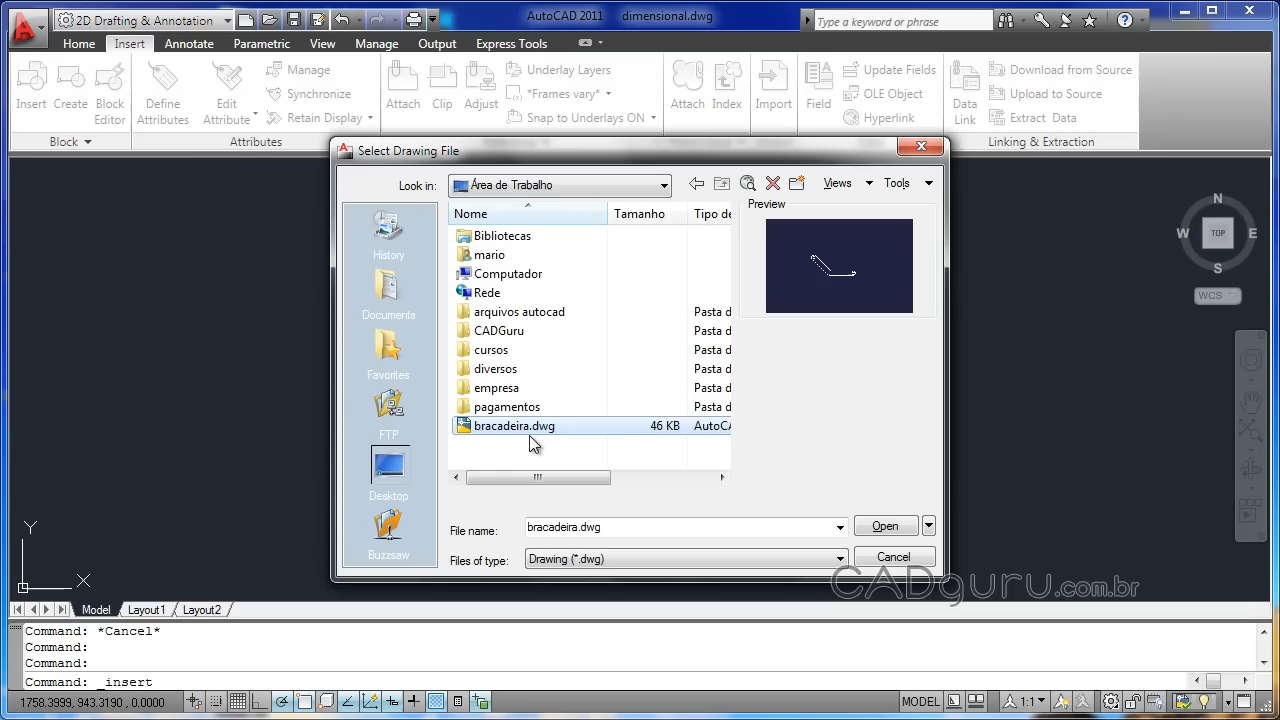 2D Drafting & Annotation
AutoCAD 2011 dimensional.dwg
Type a keyword or phrase
Home Insert Annotate Parametric View Manage Output Express Tools
Insert Create Block Editor
Define Attributes Edit Attribute
Manage
Synchronize
Retain Display
Attach Clip Adjust
Underlay Layers
*Frames vary*
Snap to Underlays ON
Attach Index Import Field
Update Fields
OLE Object
Hyperlink
Data Link
Download from Source
Upload to Source
Extract Data
Block Attributes Linking & Extraction
Select Drawing File
Look in: Área de Trabalho
Views Tools
Nome Tamanho Tipo de
Preview
History
Documents
Favorites
FTP
Desktop
Buzzsaw
Bibliotecas
mario
Computador
Rede
arquivos autocad Pasta d
CADGuru Pasta d
cursos Pasta d
diversos Pasta d
empresa Pasta d
pagamentos Pasta d
bracadeira.dwg 46 KB AutoCA
File name: bracadeira.dwg Open
Files of type: Drawing (*.dwg) Cancel
N
W TOP E
S
WCS
Y
X
CADguru.com.br
Model Layout1 Layout2
Command: *Cancel*
Command:
Command:
Command: _insert
1758.3999, 943.3190, 0.0000
MODEL
1:1